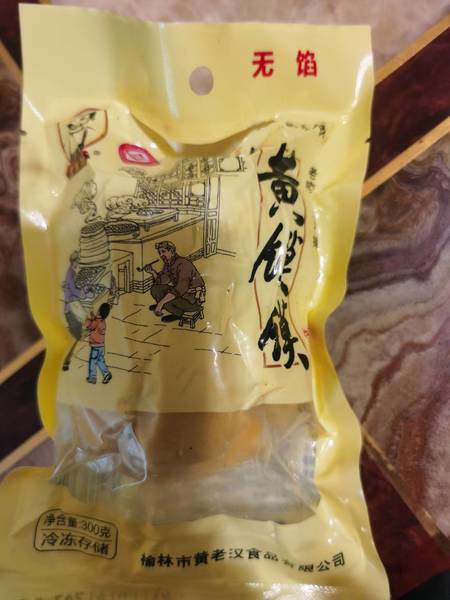 无馅
黄馍馍
净含量:300克
冷冻存储
榆林市黄老汉食品有限公司